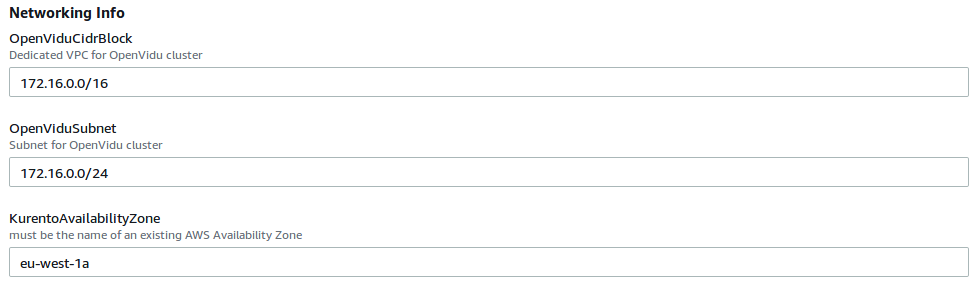 Networking Info
OpenViduCidrBlock
Dedicated VPC for OpenVidu cluster
172.16.0.0/16
OpenViduSubnet
Subnet for OpenVidu cluster
172.16.0.0/24
KurentoAvailabilityZone
must be the name of an existing AWS Availability Zone
eu-west-1a